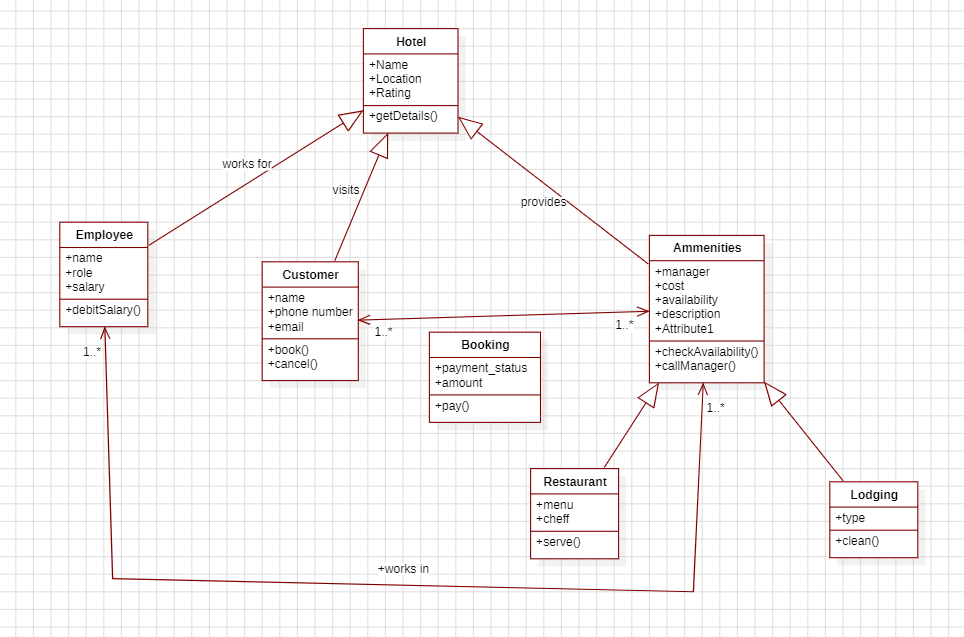 Hotel
+Name
+Location
+Rating
+getDetails()
works for
visits
provides
Employee
+name
+role
+salary
+debitSalary()
1..*
Customer
+name
+phone number
+email
+book()
+cancel()
1..*
1..*
Ammenities
+manager
+cost
+availability
+description
+Attribute1
+checkAvailability()
+callManager()
1..*
Booking
+payment_status
+amount
+pay()
Restaurant
+menu
+cheff
+serve()
Lodging
+type
+clean()
+works in